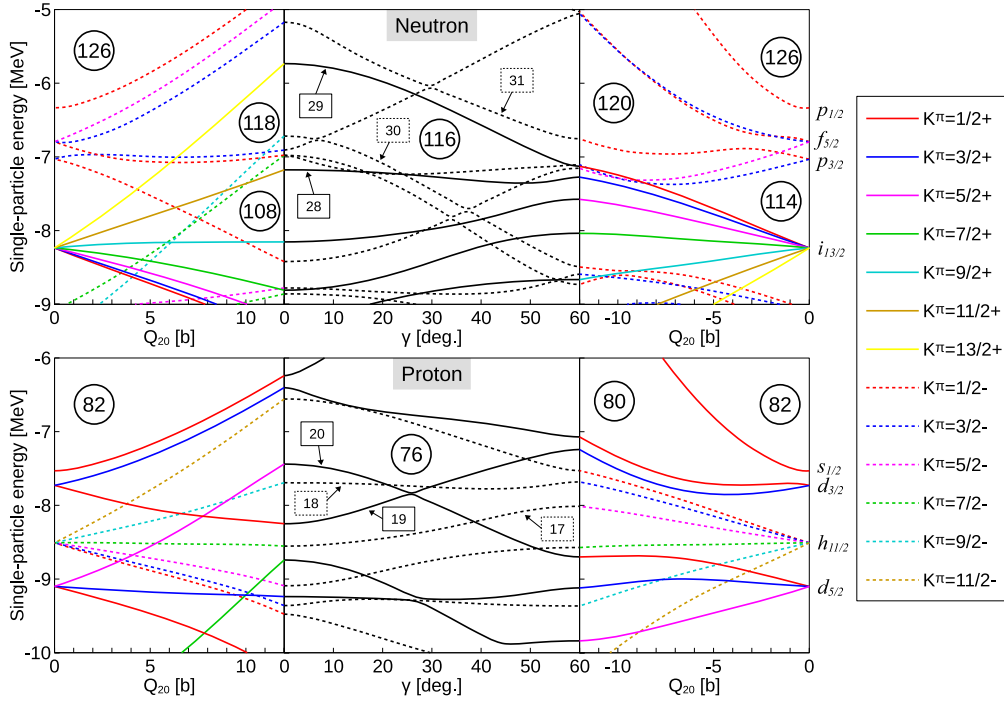 Neutron
Single-particle energy [MeV]
-5
-6
-7
-8
-9
126
118
108
29
30
31
116
28
120
126
114
p1/2
f5/2
p3/2
i13/2
0 5 10
Q20 [b]
0 10 20 30 40 50 60
γ [deg.]
-10 -5 0
Q20 [b]
Proton
Single-particle energy [MeV]
-6
-7
-8
-9
-10
82
20
76
18
19
17
80
82
s1/2
d3/2
h11/2
d5/2
0 5 10
Q20 [b]
0 10 20 30 40 50 60
γ [deg.]
-10 -5 0
Q20 [b]
Kπ=1/2+
Kπ=3/2+
Kπ=5/2+
Kπ=7/2+
Kπ=9/2+
Kπ=11/2+
Kπ=13/2+
Kπ=1/2-
Kπ=3/2-
Kπ=5/2-
Kπ=7/2-
Kπ=9/2-
Kπ=11/2-